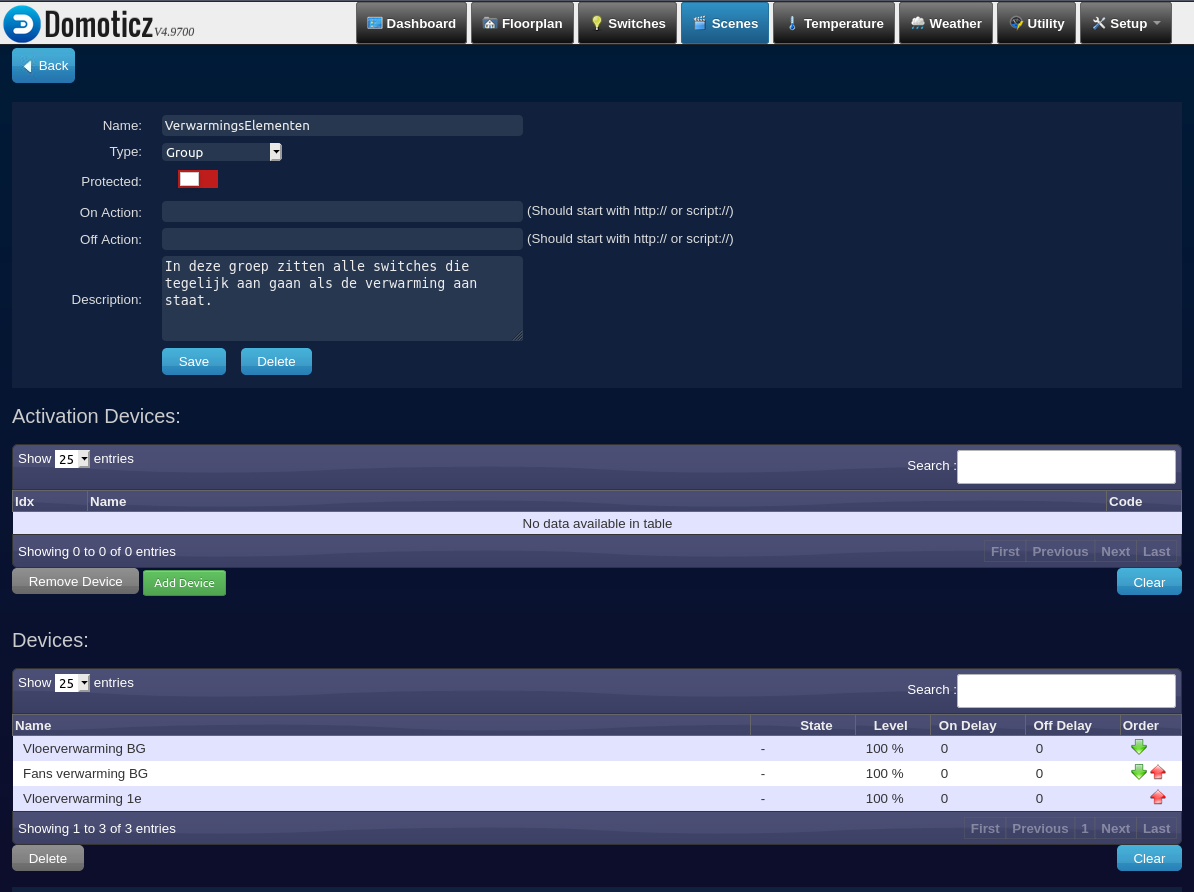 Domoticz V4.9700
Dashboard Floorplan Switches Scenes Temperature Weather Utility Setup
Back
Name: VerwarmingsElementen
Type: Group
Protected:
On Action: (Should start with http:// or script://)
Off Action: (Should start with http:// or script://)
Description: In deze groep zitten alle switches die
tegelijk aan gaan als de verwarming aan
staat.
Save Delete
Activation Devices:
Show 25 entries Search :
Idx Name Code
No data available in table
Showing 0 to 0 of 0 entries First Previous Next Last
Remove Device Add Device Clear
Devices:
Show 25 entries Search :
Name State Level On Delay Off Delay Order
Vloerverwarming BG - 100 % 0 0
Fans verwarming BG - 100 % 0 0
Vloerverwarming 1e - 100 % 0 0
Showing 1 to 3 of 3 entries First Previous 1 Next Last
Delete Clear